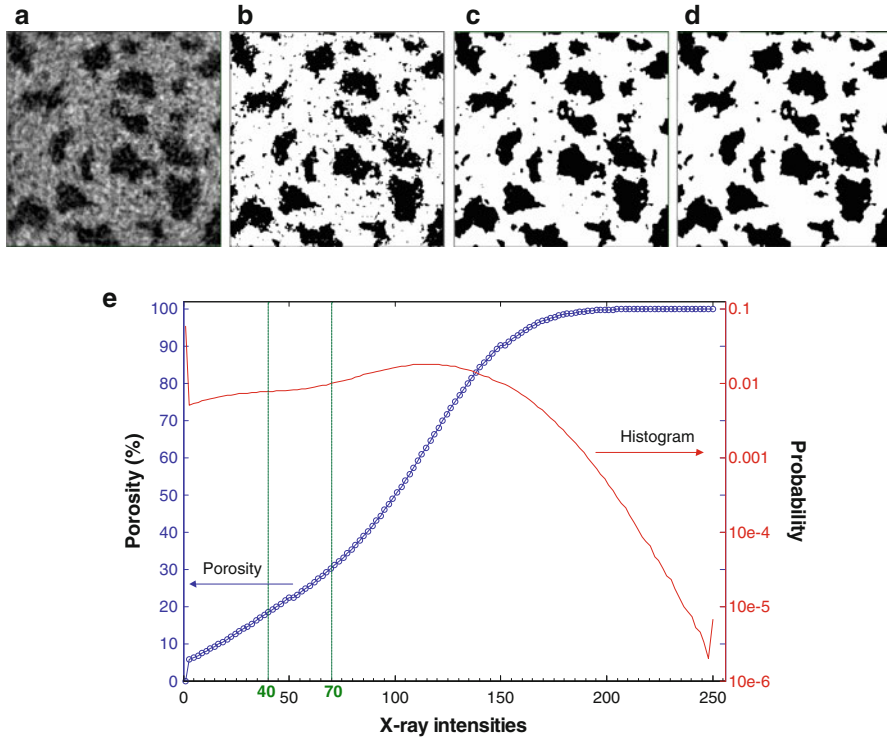 a b c d
e
100 0.1
90
80 0.01
70
60 Histogram
0.001
50
40 10e-4
30 Porosity
20 10e-5
10
0 10e-6
0 40 50 70 100 150 200 250
X-ray intensities
Porosity (%)
Probability